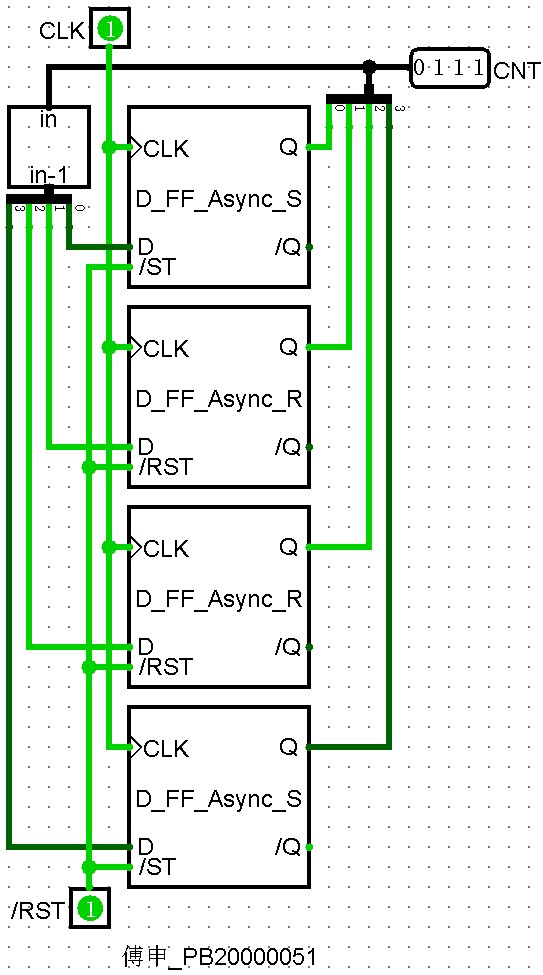 CLK 1
0 1 1 1 CNT
in
in-1
3 2 1 0
0 1 2 3
CLK Q
D_FF_Async_S
D /Q
/ST
CLK Q
D_FF_Async_R
D /Q
/RST
CLK Q
D_FF_Async_R
D /Q
/RST
CLK Q
D_FF_Async_S
D /Q
/ST
/RST 1
傅申_PB20000051